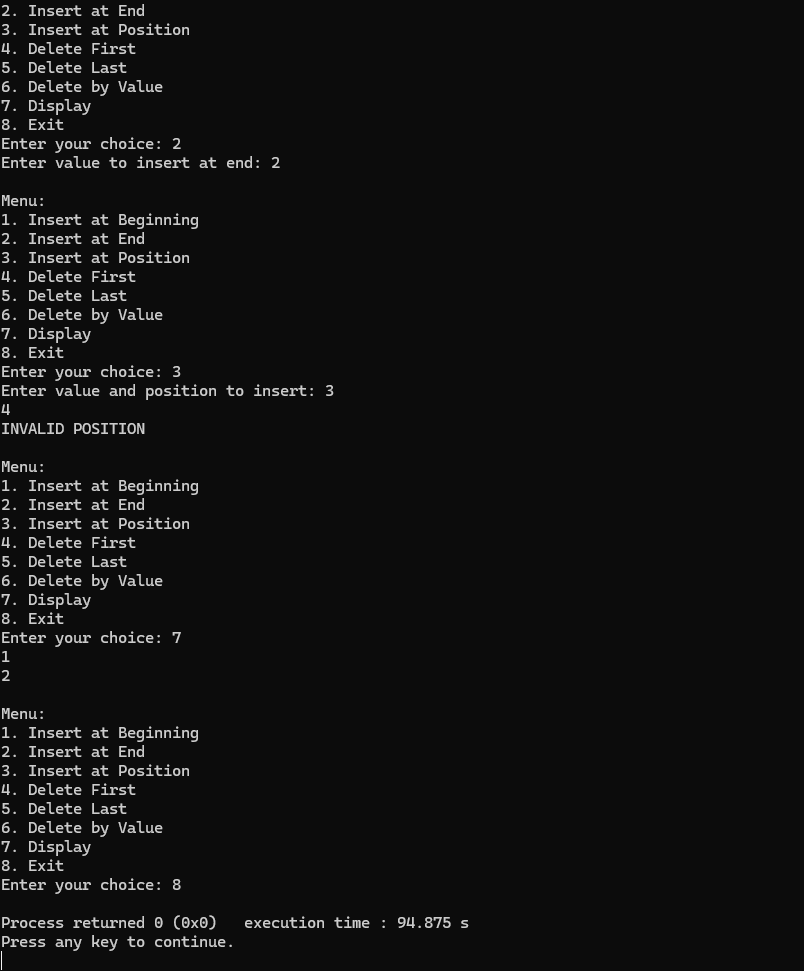 2. Insert at End
3. Insert at Position
4. Delete First
5. Delete Last
6. Delete by Value
7. Display
8. Exit
Enter your choice: 2
Enter value to insert at end: 2

Menu:
1. Insert at Beginning
2. Insert at End
3. Insert at Position
4. Delete First
5. Delete Last
6. Delete by Value
7. Display
8. Exit
Enter your choice: 3
Enter value and position to insert: 3
4
INVALID POSITION

Menu:
1. Insert at Beginning
2. Insert at End
3. Insert at Position
4. Delete First
5. Delete Last
6. Delete by Value
7. Display
8. Exit
Enter your choice: 7
1
2

Menu:
1. Insert at Beginning
2. Insert at End
3. Insert at Position
4. Delete First
5. Delete Last
6. Delete by Value
7. Display
8. Exit
Enter your choice: 8

Process returned 0 (0x0)   execution time : 94.875 s
Press any key to continue.